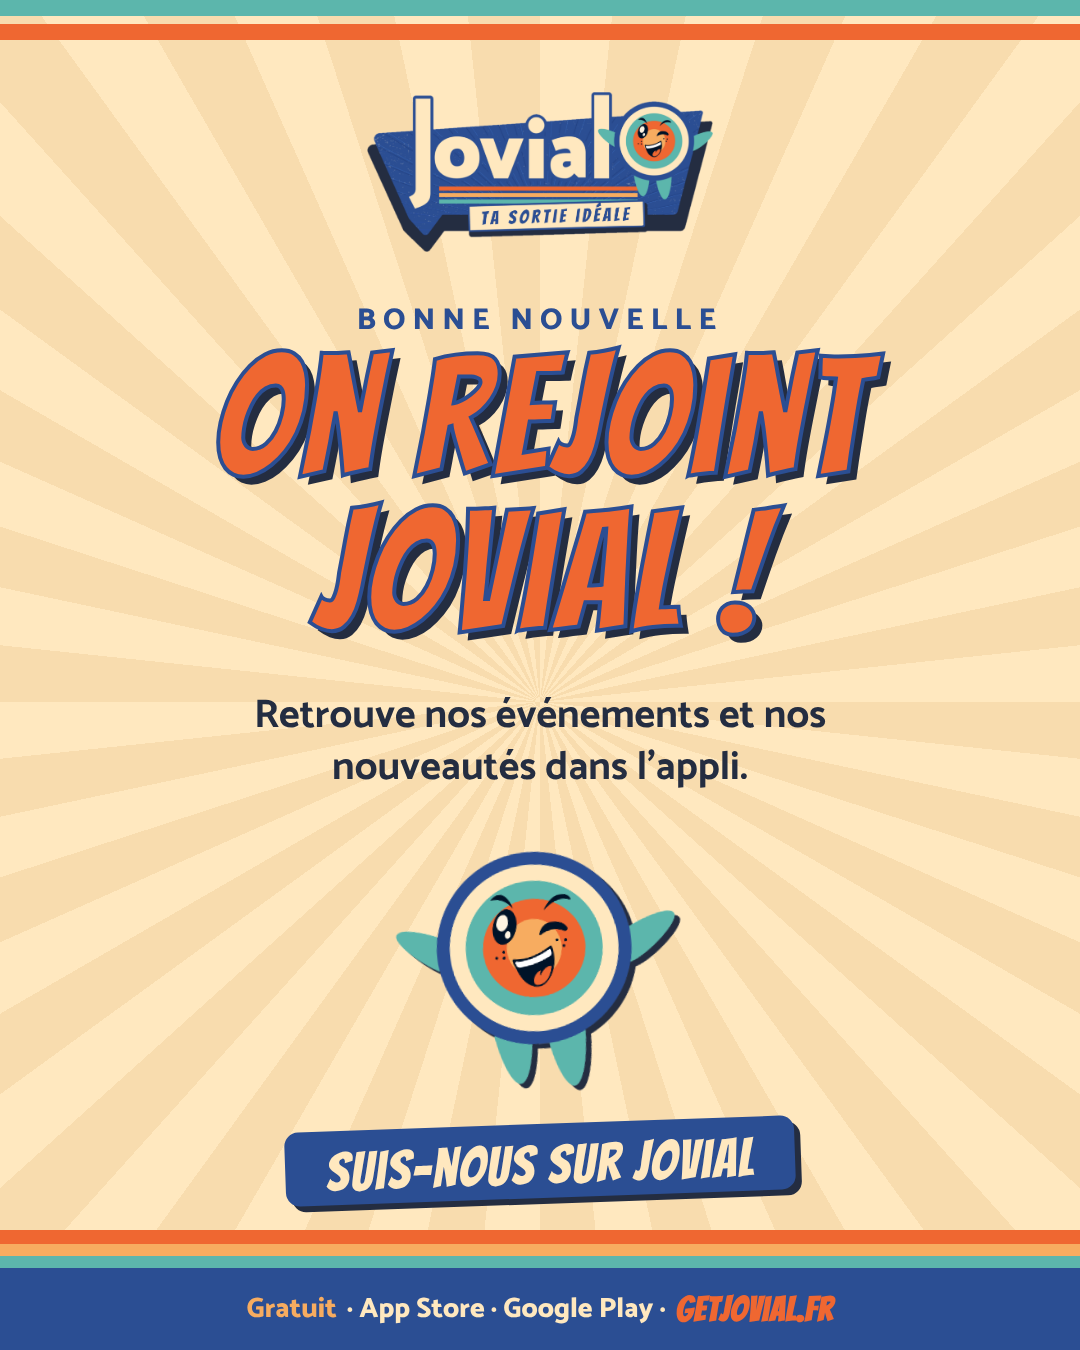 Jovial
TA SORTIE IDÉALE
BONNE NOUVELLE
ON REJOINT
JOVIAL !
Retrouve nos événements et nos
nouveautés dans l’appli.
SUIS-NOUS SUR JOVIAL
Gratuit · App Store · Google Play · GETJOVIAL.FR